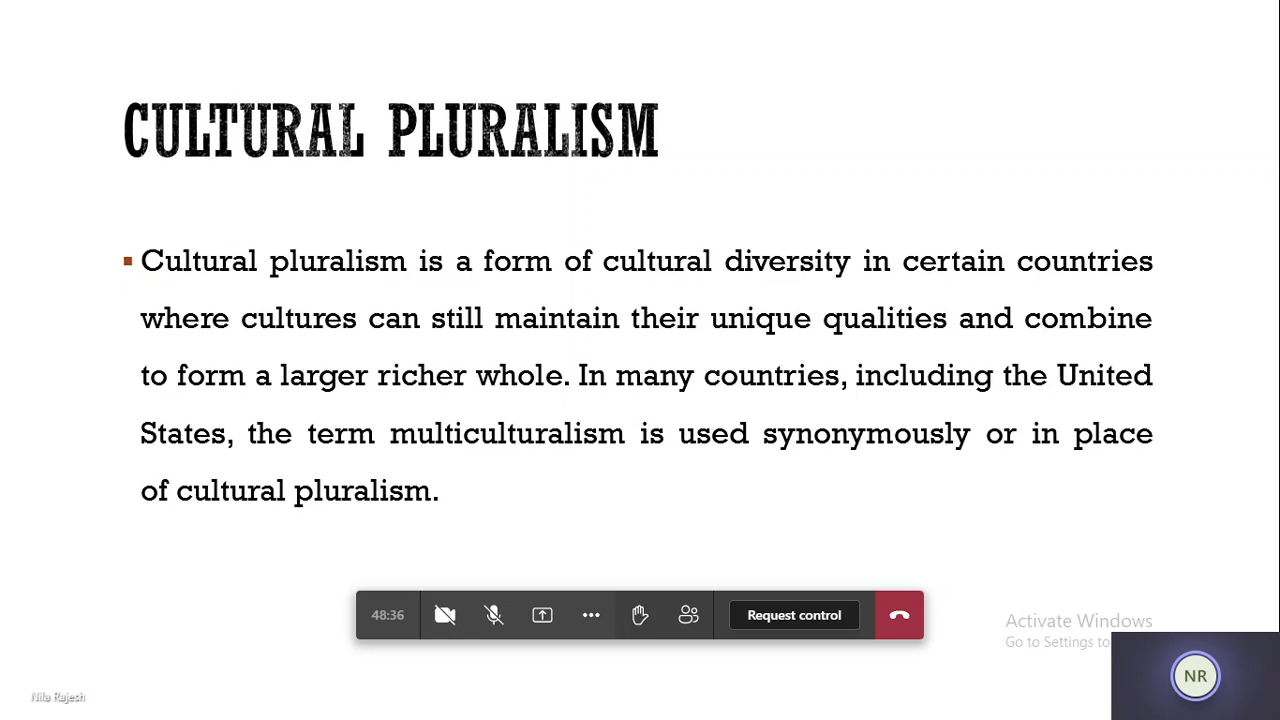 CULTURAL PLURALISM
Cultural pluralism is a form of cultural diversity in certain countries
where cultures can still maintain their unique qualities and combine
to form a larger richer whole. In many countries, including the United
States, the term multiculturalism is used synonymously or in place
of cultural pluralism.
48:36
Request control
Activate Windows
Go to Settings to
NR
Nila Rajesh